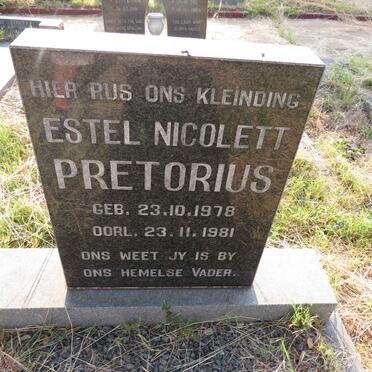 HIER RUS ONS KLEINDING
ESTEL NICOLETT
PRETORIUS
GEB. 23.10.1978
OORL. 23.11.1981
ONS WEET JY IS BY
ONS HEMELSE VADER.